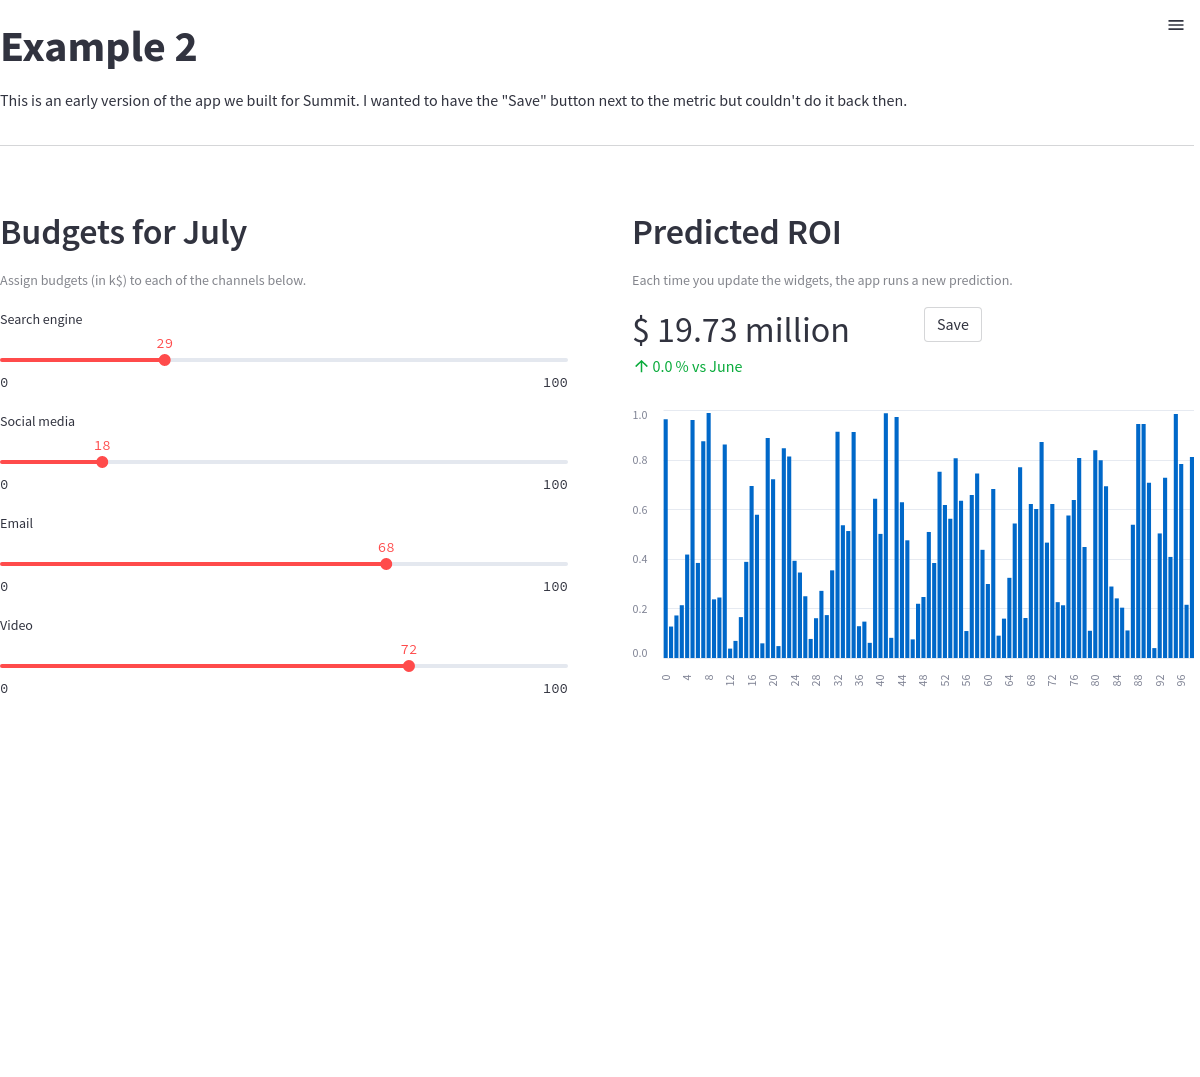 Example 2
This is an early version of the app we built for Summit. I wanted to have the "Save" button next to the metric but couldn't do it back then.
Budgets for July
Assign budgets (in k$) to each of the channels below.
Search engine
29
0 100
Social media
18
0 100
Email
68
0 100
Video
72
0 100
Predicted ROI
Each time you update the widgets, the app runs a new prediction.
$ 19.73 million
Save
0.0 % vs June
1.0
0.8
0.6
0.4
0.2
0.0
0 4 8 12 16 20 24 28 32 36 40 44 48 52 56 60 64 68 72 76 80 84 88 92 96